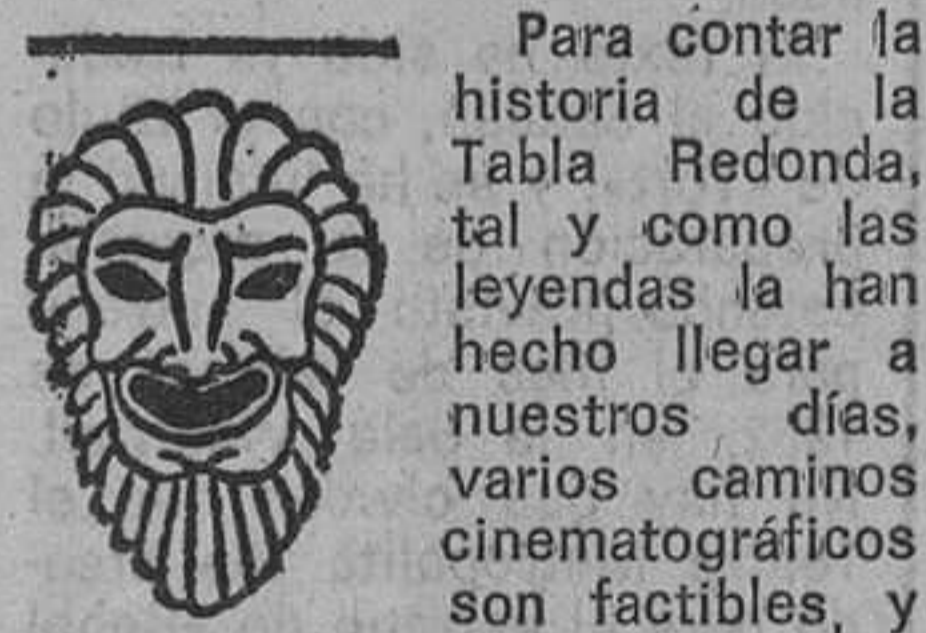 Para contar la
historia de la
Tabla Redonda,
tal y como las
leyendas la han
hecho llegar a
nuestros días,
varios caminos
cinematográficos
son factibles, y